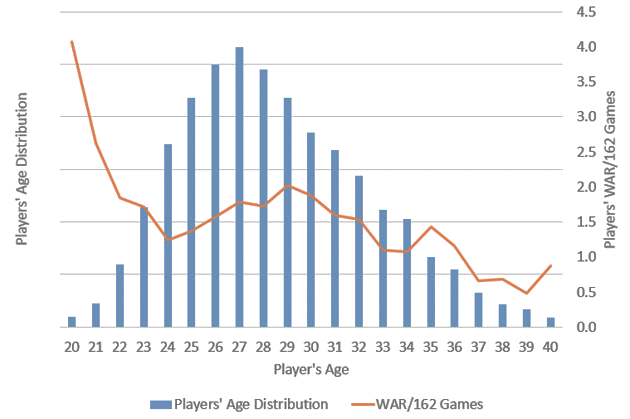 4.5
4.0
3.5
3.0
2.5
2.0
1.5
1.0
0.5
0.0
Players' Age Distribution
Players' WAR/162 Games
20 21 22 23 24 25 26 27 28 29 30 31 32 33 34 35 36 37 38 39 40
Player's Age
Players' Age Distribution WAR/162 Games